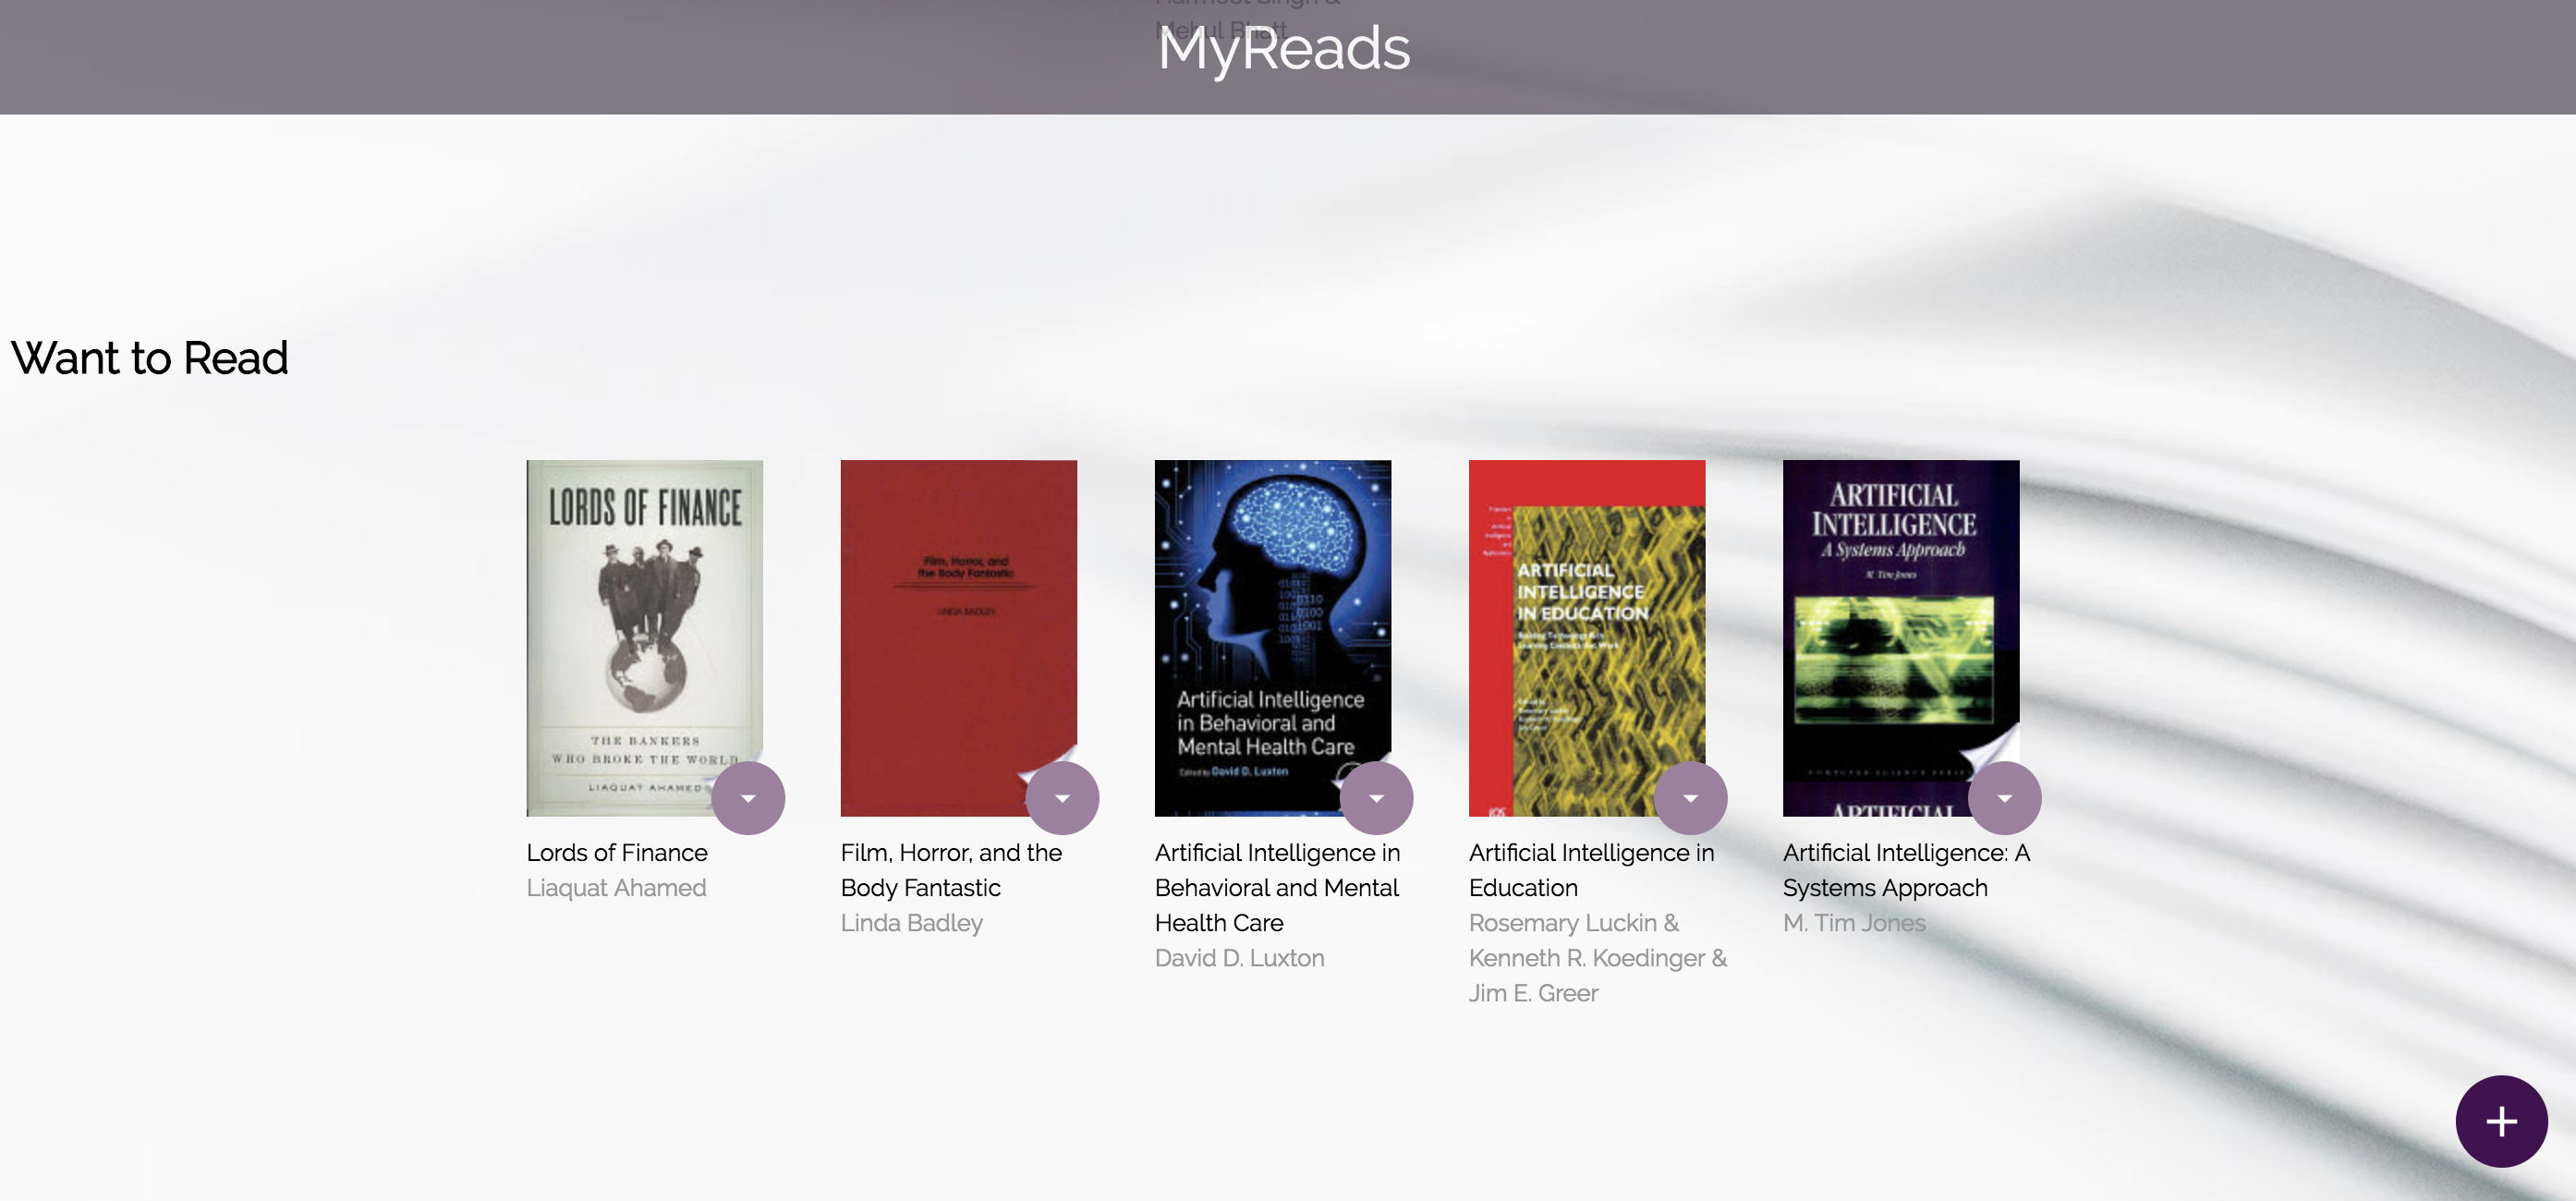 Harmeet Singh &
Mehul Bhatt
MyReads
Want to Read
LORDS OF FINANCE
THE BANKERS
WHO BROKE THE WORLD
LIAQUAT AHAMED
Lords of Finance
Liaquat Ahamed
Film, Horror, and
the Body Fantastic
LINDA BADLEY
Film, Horror, and the
Body Fantastic
Linda Badley
Artificial Intelligence
in Behavioral and
Mental Health Care
Edited by David D. Luxton
Artificial Intelligence in
Behavioral and Mental
Health Care
David D. Luxton
ARTIFICIAL
INTELLIGENCE
IN EDUCATION
Artificial Intelligence in
Education
Rosemary Luckin &
Kenneth R. Koedinger &
Jim E. Greer
ARTIFICIAL
INTELLIGENCE
A Systems Approach
M. Tim Jones
COMPUTER SCIENCE SERIES
ARTIFICIAL
Artificial Intelligence: A
Systems Approach
M. Tim Jones